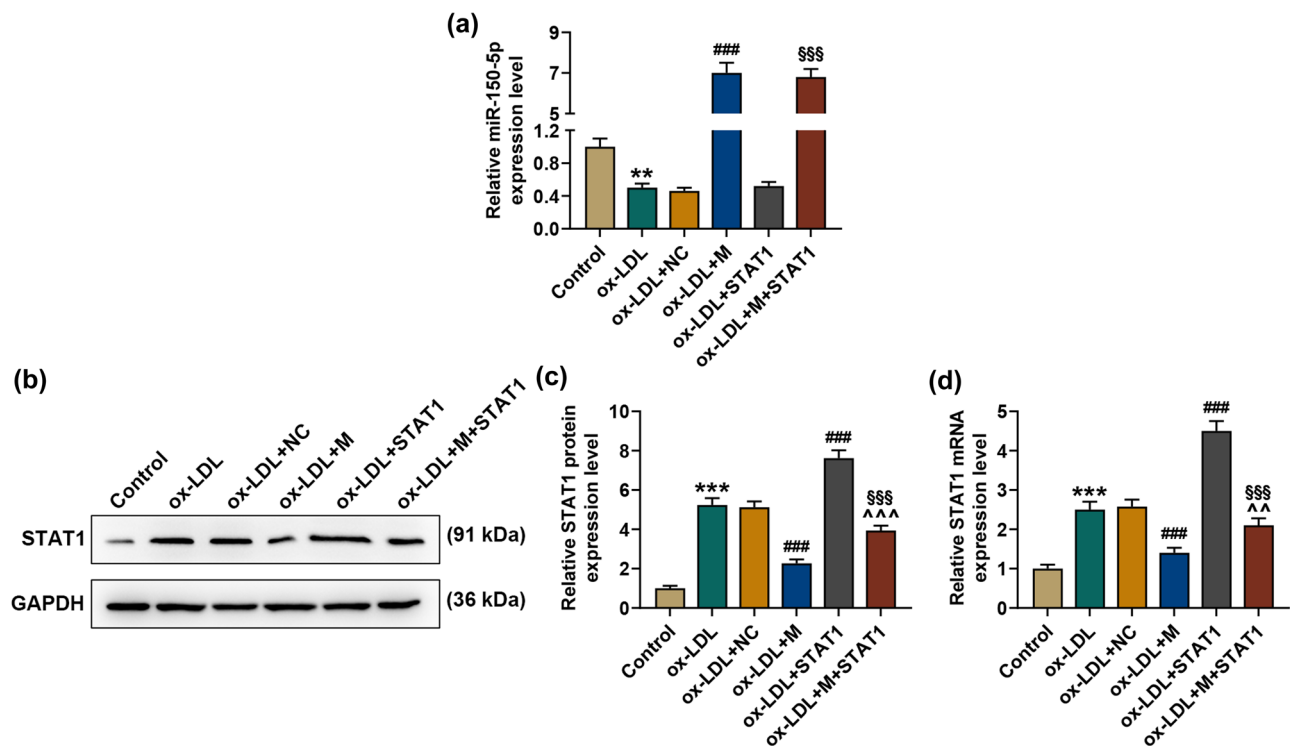 (a)
Relative miR-150-5p
expression level
9
7
5
1.2
0.8
0.4
0.0
**
###
§§§
Control
ox-LDL
ox-LDL+NC
ox-LDL+M
ox-LDL+STAT1
ox-LDL+M+STAT1
(b)
Control
ox-LDL
ox-LDL+NC
ox-LDL+M
ox-LDL+STAT1
ox-LDL+M+STAT1
STAT1
(91 kDa)
GAPDH
(36 kDa)
(c)
Relative STAT1 protein
expression level
10
8
6
4
2
0
***
###
###
§§§
^^^
Control
ox-LDL
ox-LDL+NC
ox-LDL+M
ox-LDL+STAT1
ox-LDL+M+STAT1
(d)
Relative STAT1 mRNA
expression level
5
4
3
2
1
0
***
###
###
§§§
^^
Control
ox-LDL
ox-LDL+NC
ox-LDL+M
ox-LDL+STAT1
ox-LDL+M+STAT1